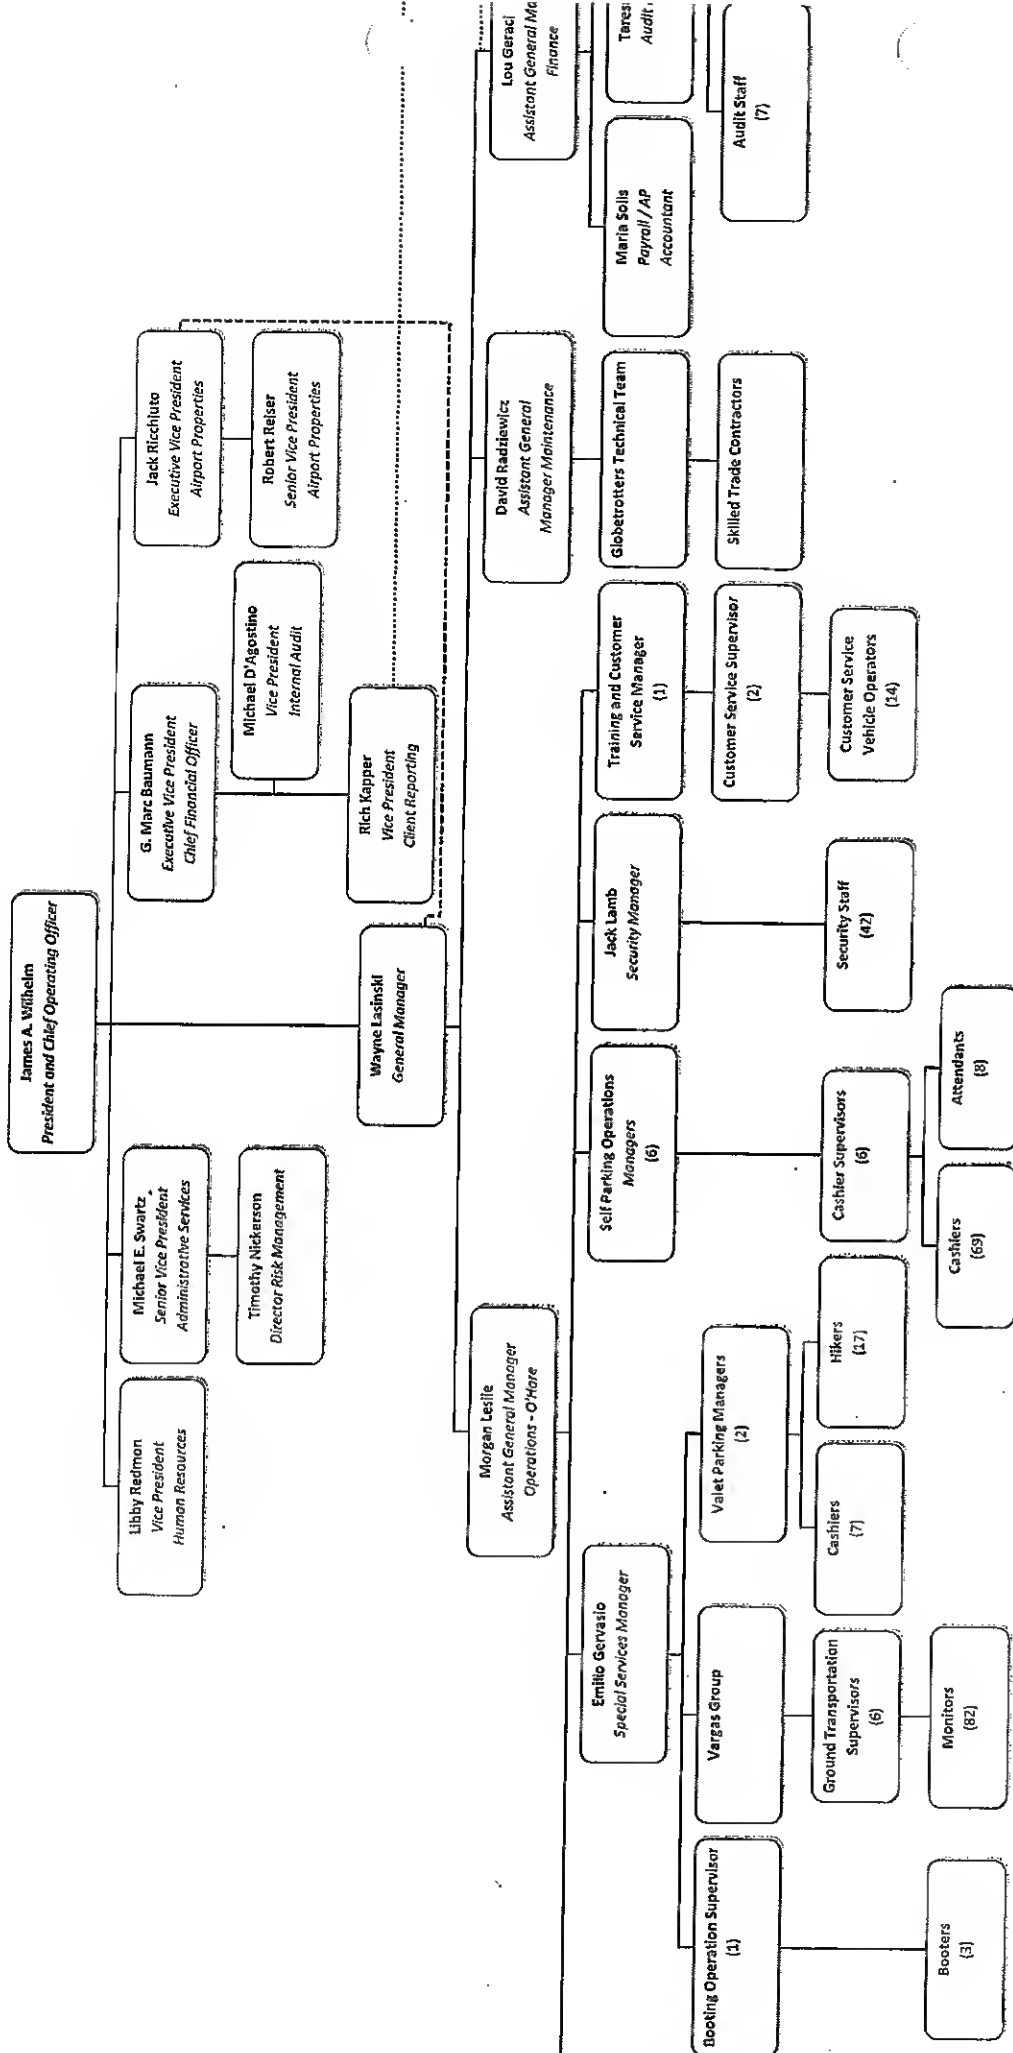 James A. Wilhelm
President and Chief Operating Officer
Libby Redmon
Vice President
Human Resources
Michael E. Swartz
Senior Vice President
Administrative Services
Timothy Nickerson
Director Risk Management
G. Marc Baumann
Executive Vice President
Chief Financial Officer
Michael D'Agostino
Vice President
Internal Audit
Rich Kapper
Vice President
Client Reporting
Jack Ricchiuto
Executive Vice President
Airport Properties
Robert Reiser
Senior Vice President
Airport Properties
Wayne Lasinski
General Manager
Morgan Leslie
Assistant General Manager
Operations - O'Hare
David Radziewicz
Assistant General
Manager Maintenance
Lou Geraci
Assistant General Ma
Finance
Emilio Gervasio
Special Services Manager
Self Parking Operations
Managers
(6)
Jack Lamb
Security Manager
Training and Customer
Service Manager
(1)
Globetrotters Technical Team
Maria Solis
Payroll / AP
Accountant
Tares
Audit
Booting Operation Supervisor
(1)
Vargas Group
Valet Parking Managers
(2)
Customer Service Supervisor
(2)
Skilled Trade Contractors
Audit Staff
(7)
Ground Transportation
Supervisors
(6)
Cashiers
(7)
Hikers
(17)
Cashier Supervisors
(6)
Security Staff
(42)
Customer Service
Vehicle Operators
(14)
Booters
(3)
Monitors
(82)
Cashiers
(69)
Attendants
(8)